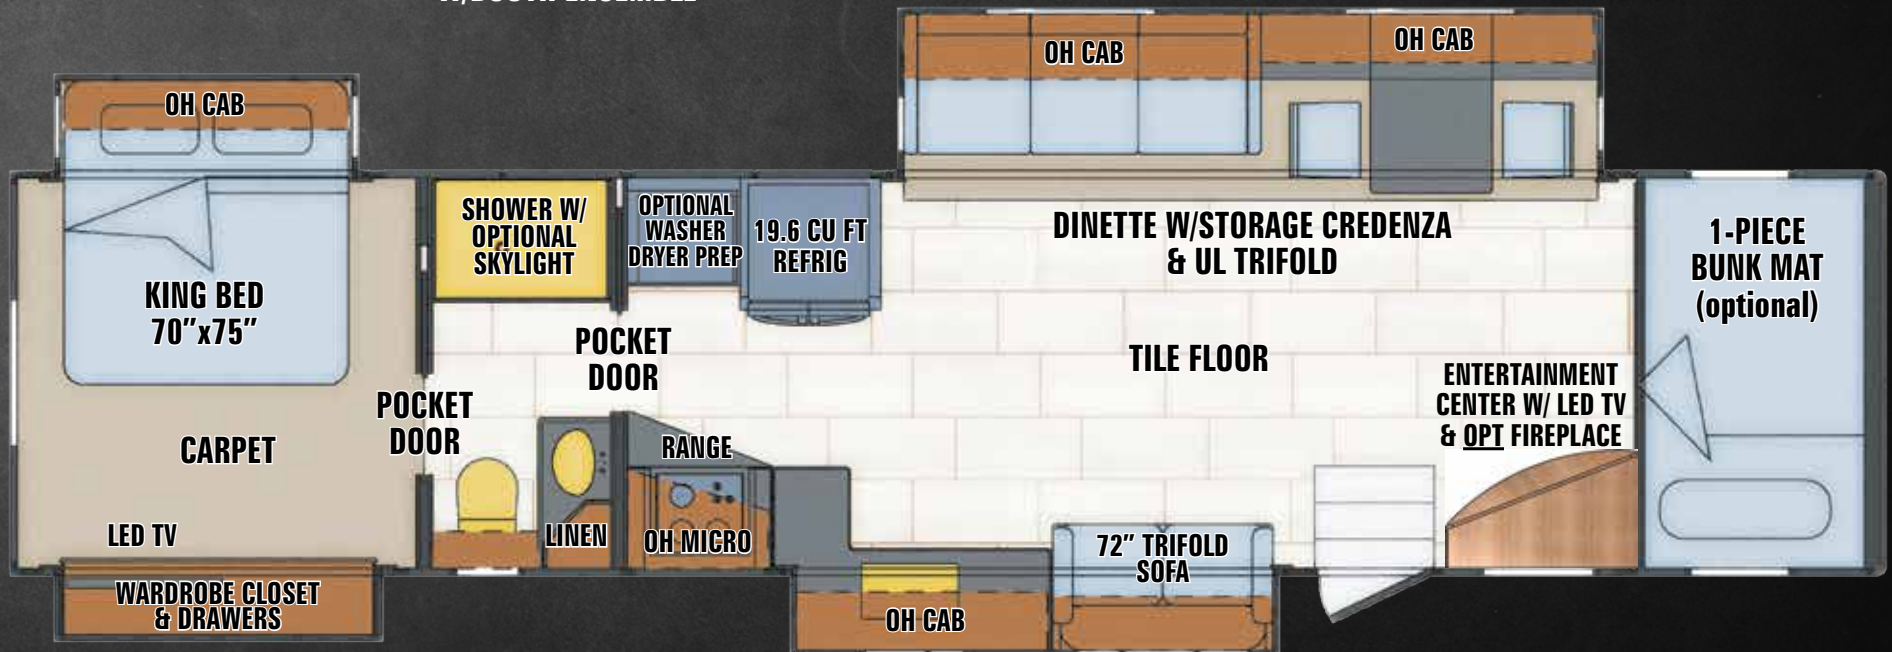 W/BOOTH ENSEMBLE
OH CAB
OH CAB
OH CAB
SHOWER W/
OPTIONAL
SKYLIGHT
OPTIONAL
WASHER
DRYER PREP
19.6 CU FT
REFRIG
DINETTE W/STORAGE CREDENZA
& UL TRIFOLD
1-PIECE
BUNK MAT
(optional)
KING BED
70"x75"
POCKET
DOOR
TILE FLOOR
ENTERTAINMENT
CENTER W/ LED TV
& OPT FIREPLACE
POCKET
DOOR
CARPET
RANGE
LED TV
LINEN
OH MICRO
72" TRIFOLD
SOFA
WARDROBE CLOSET
& DRAWERS
OH CAB